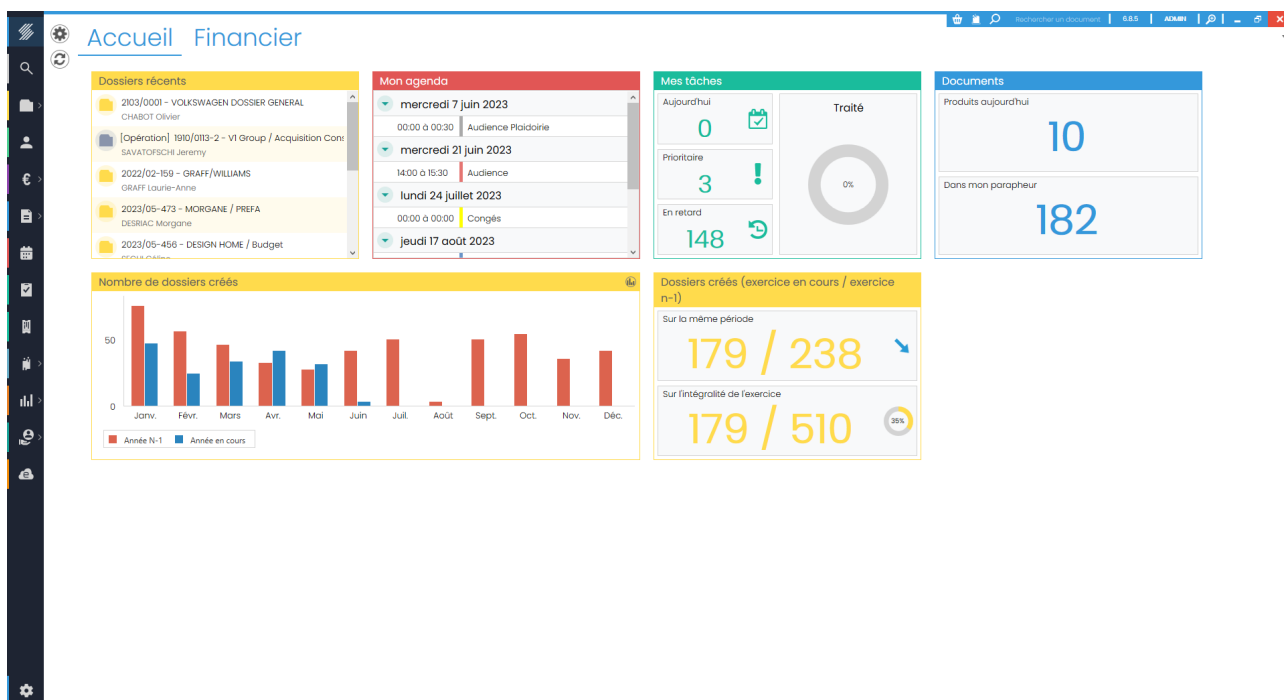 Rechercher un document
6.8.5
ADMIN
Accueil Financier
Dossiers récents
2103/0001 - VOLKSWAGEN DOSSIER GENERAL
CHABOT Olivier
[Opération] 1910/0113-2 - V1 Group / Acquisition Cons
SAVATOFSCHI Jeremy
2022/02-159 - GRAFF/WILLIAMS
GRAFF Laurie-Anne
2023/05-473 - MORGANE / PREFA
DESRIAC Morgane
2023/05-456 - DESIGN HOME / Budget
Mon agenda
mercredi 7 juin 2023
00:00 à 00:30 Audience Plaidoirie
mercredi 21 juin 2023
14:00 à 15:30 Audience
lundi 24 juillet 2023
00:00 à 00:00 Congés
jeudi 17 août 2023
Mes tâches
Aujourd'hui
0
Prioritaire
3
En retard
148
Traité
0%
Documents
Produits aujourd'hui
10
Dans mon parapheur
182
Nombre de dossiers créés
50
0
Janv. Févr. Mars Avr. Mai Juin Juil. Août Sept. Oct. Nov. Déc.
Année N-1 Année en cours
Dossiers créés (exercice en cours / exercice
n-1)
Sur la même période
179 / 238
Sur l'intégralité de l'exercice
179 / 510
35%